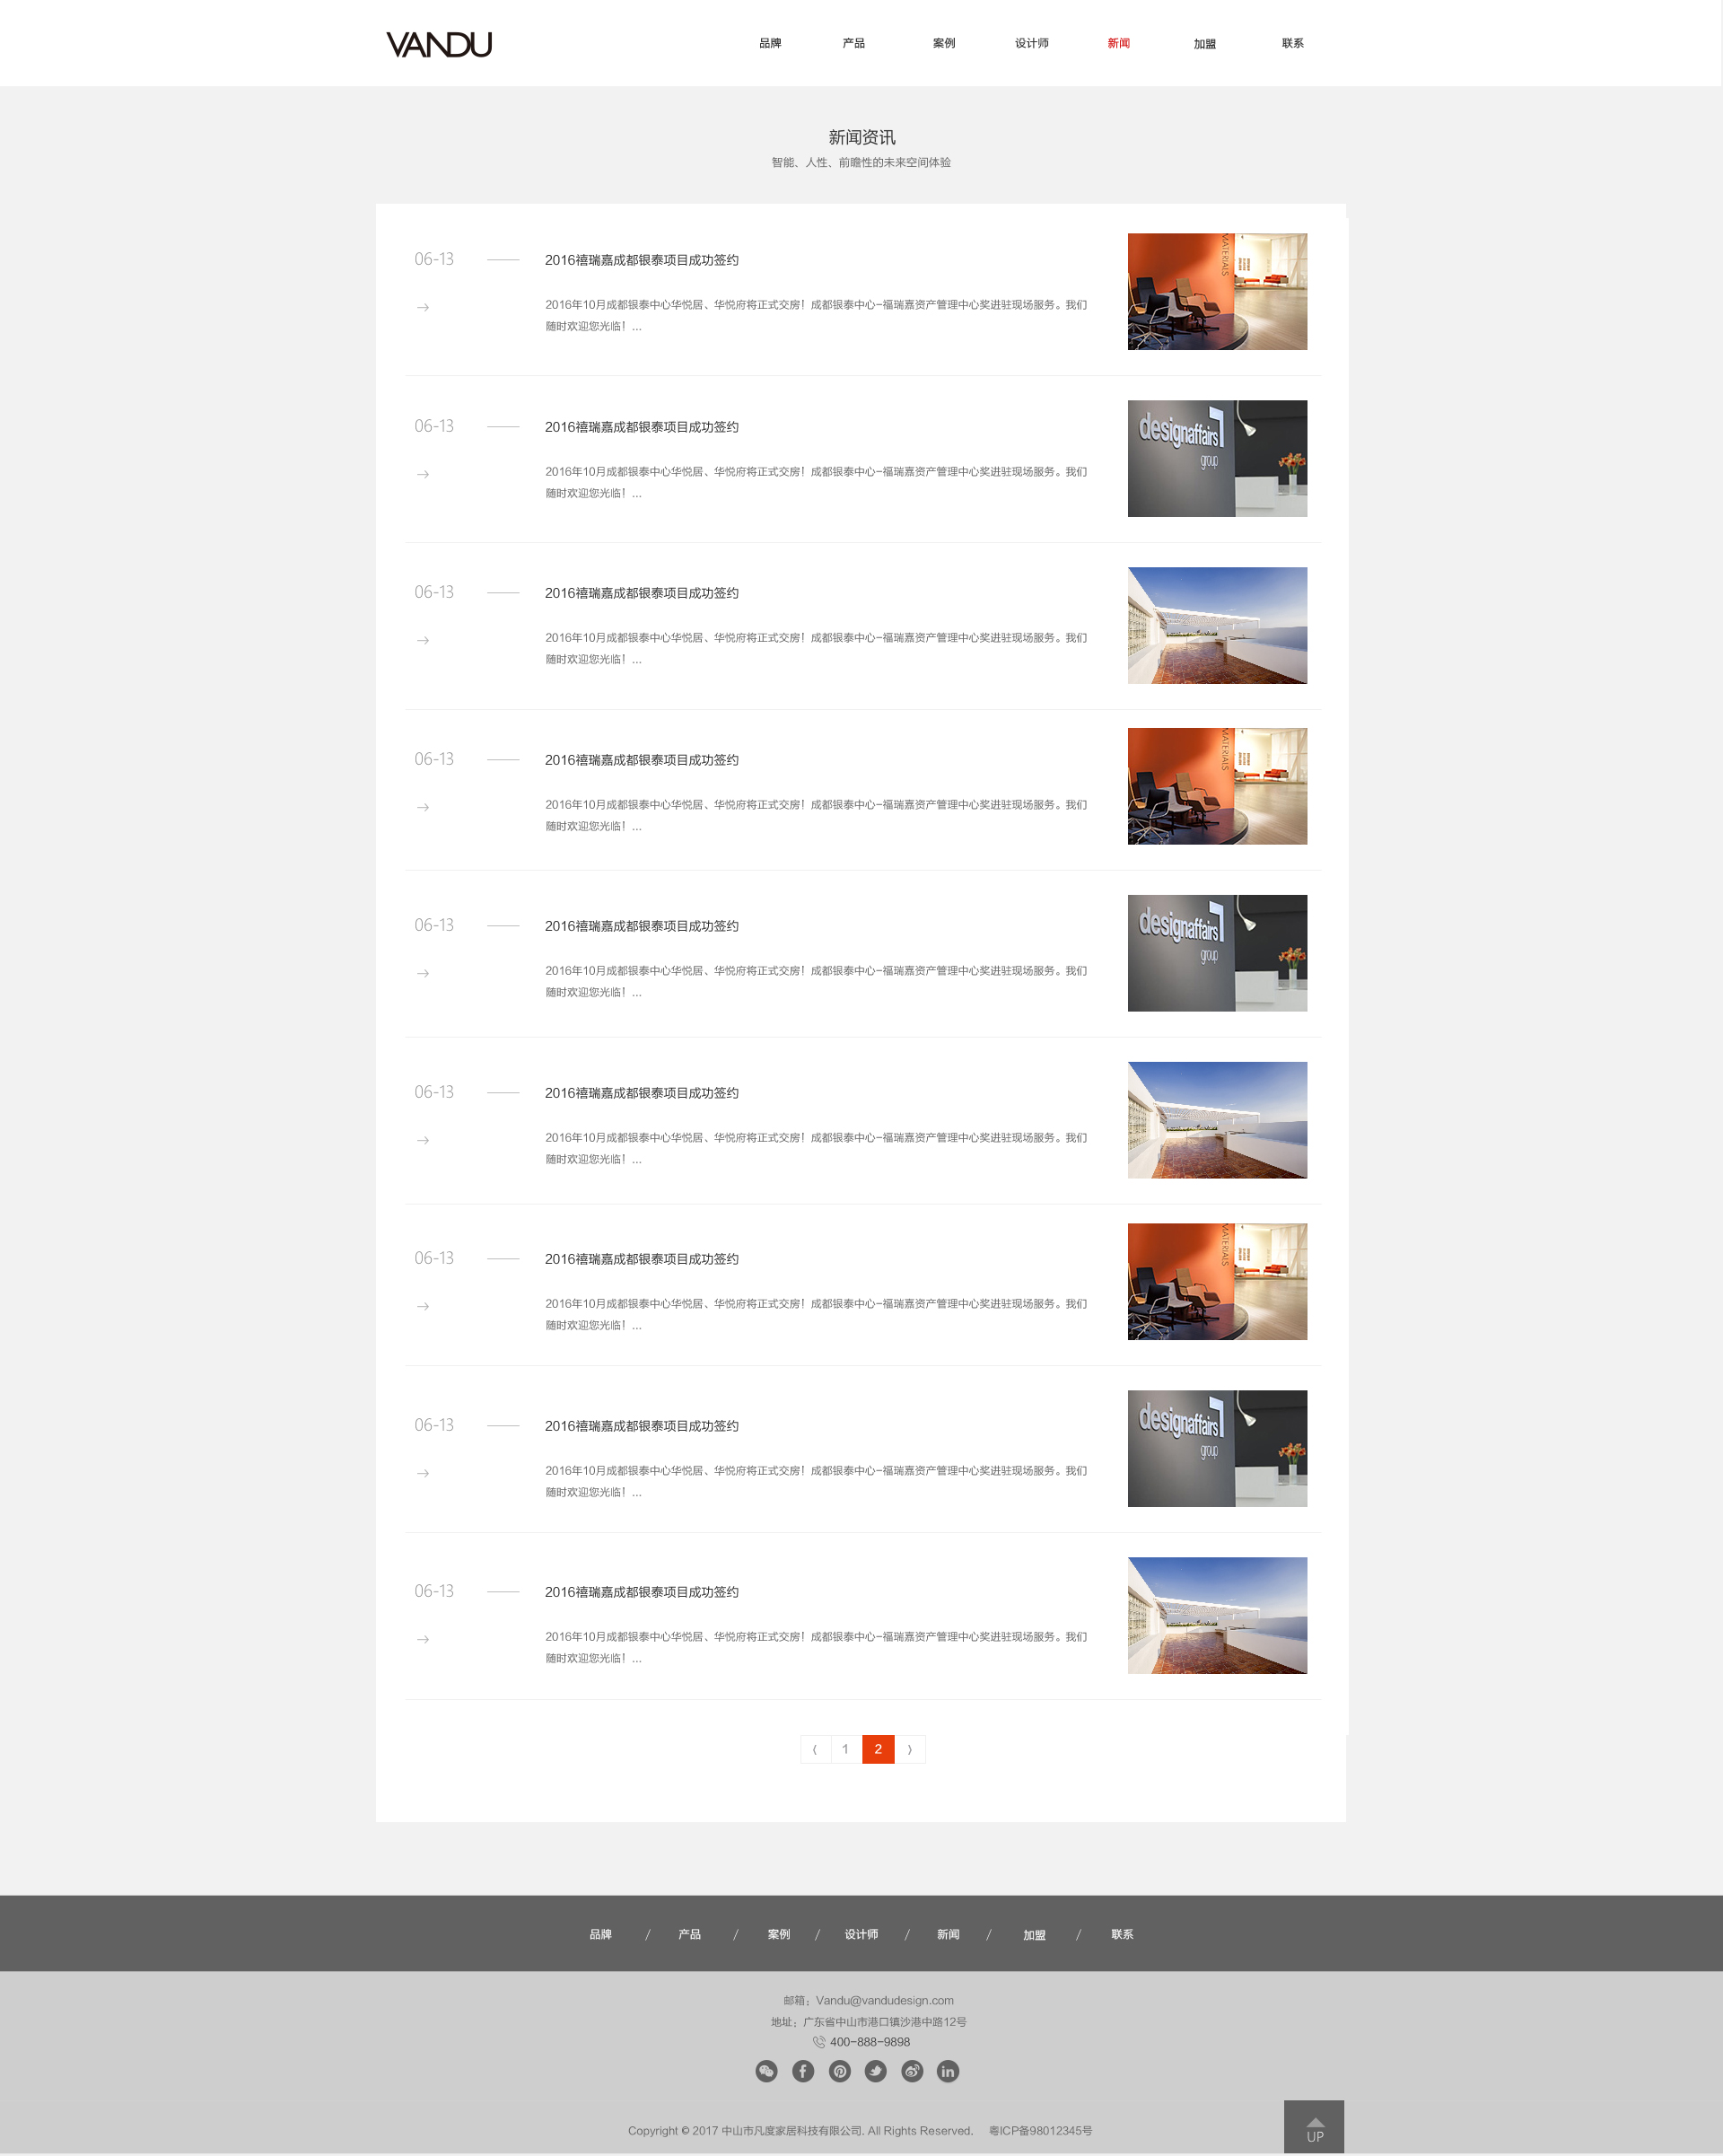 VANDU
品牌 产品 案例 设计师 新闻 加盟 联系
新闻资讯
智能、人性、前瞻性的未来空间体验
06-13 2016禧瑞嘉成都银泰项目成功签约
→ 2016年10月成都银泰中心华悦居、华悦府将正式交房！成都银泰中心-福瑞嘉资产管理中心奖进驻现场服务。我们
随时欢迎您光临！...
MATERIALS
06-13 2016禧瑞嘉成都银泰项目成功签约
→ 2016年10月成都银泰中心华悦居、华悦府将正式交房！成都银泰中心-福瑞嘉资产管理中心奖进驻现场服务。我们
随时欢迎您光临！...
designaffairs
group
06-13 2016禧瑞嘉成都银泰项目成功签约
→ 2016年10月成都银泰中心华悦居、华悦府将正式交房！成都银泰中心-福瑞嘉资产管理中心奖进驻现场服务。我们
随时欢迎您光临！...
06-13 2016禧瑞嘉成都银泰项目成功签约
→ 2016年10月成都银泰中心华悦居、华悦府将正式交房！成都银泰中心-福瑞嘉资产管理中心奖进驻现场服务。我们
随时欢迎您光临！...
MATERIALS
06-13 2016禧瑞嘉成都银泰项目成功签约
→ 2016年10月成都银泰中心华悦居、华悦府将正式交房！成都银泰中心-福瑞嘉资产管理中心奖进驻现场服务。我们
随时欢迎您光临！...
designaffairs
group
06-13 2016禧瑞嘉成都银泰项目成功签约
→ 2016年10月成都银泰中心华悦居、华悦府将正式交房！成都银泰中心-福瑞嘉资产管理中心奖进驻现场服务。我们
随时欢迎您光临！...
06-13 2016禧瑞嘉成都银泰项目成功签约
→ 2016年10月成都银泰中心华悦居、华悦府将正式交房！成都银泰中心-福瑞嘉资产管理中心奖进驻现场服务。我们
随时欢迎您光临！...
MATERIALS
06-13 2016禧瑞嘉成都银泰项目成功签约
→ 2016年10月成都银泰中心华悦居、华悦府将正式交房！成都银泰中心-福瑞嘉资产管理中心奖进驻现场服务。我们
随时欢迎您光临！...
designaffairs
group
06-13 2016禧瑞嘉成都银泰项目成功签约
→ 2016年10月成都银泰中心华悦居、华悦府将正式交房！成都银泰中心-福瑞嘉资产管理中心奖进驻现场服务。我们
随时欢迎您光临！...
⟨ 1 2 ⟩
品牌 / 产品 / 案例 / 设计师 / 新闻 / 加盟 / 联系
邮箱：Vandu@vandudesign.com
地址：广东省中山市港口镇沙港中路12号
400-888-9898
Copyright © 2017 中山市凡度家居科技有限公司. All Rights Reserved. 粤ICP备98012345号
UP